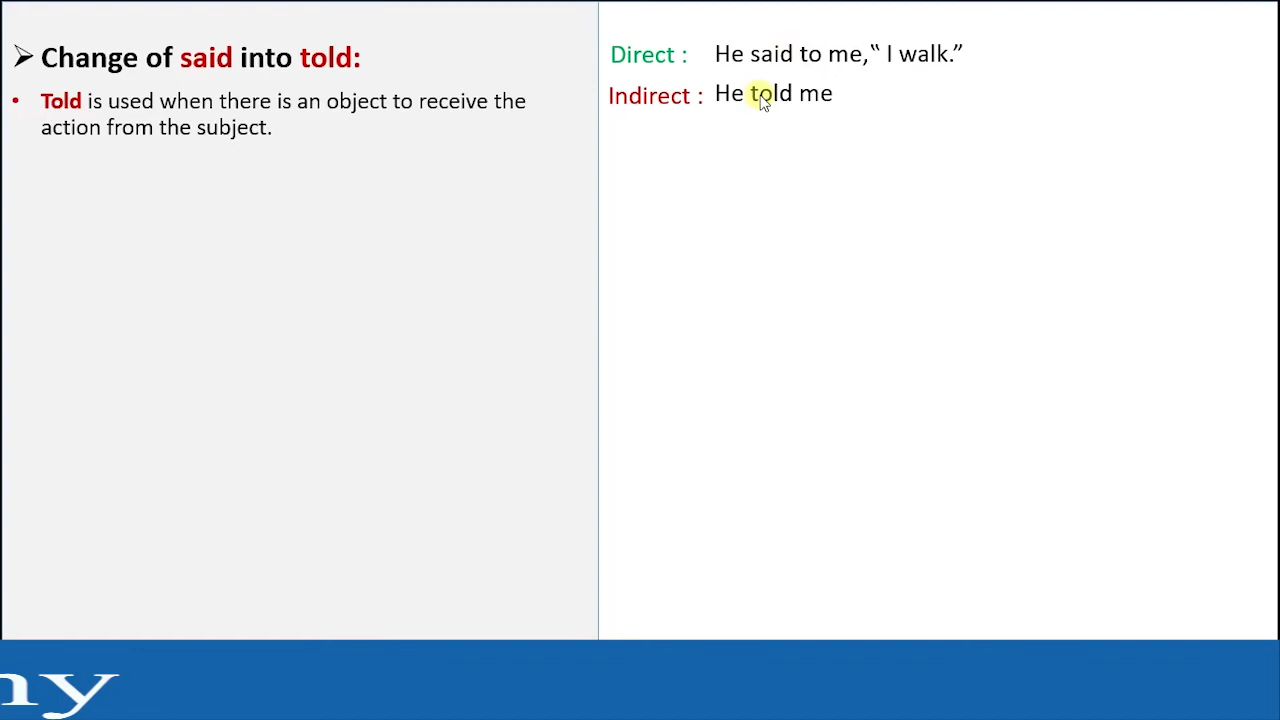 ➢ Change of said into told:
• Told is used when there is an object to receive the
action from the subject.
Direct : He said to me,“ I walk.”
Indirect : He told me
ny